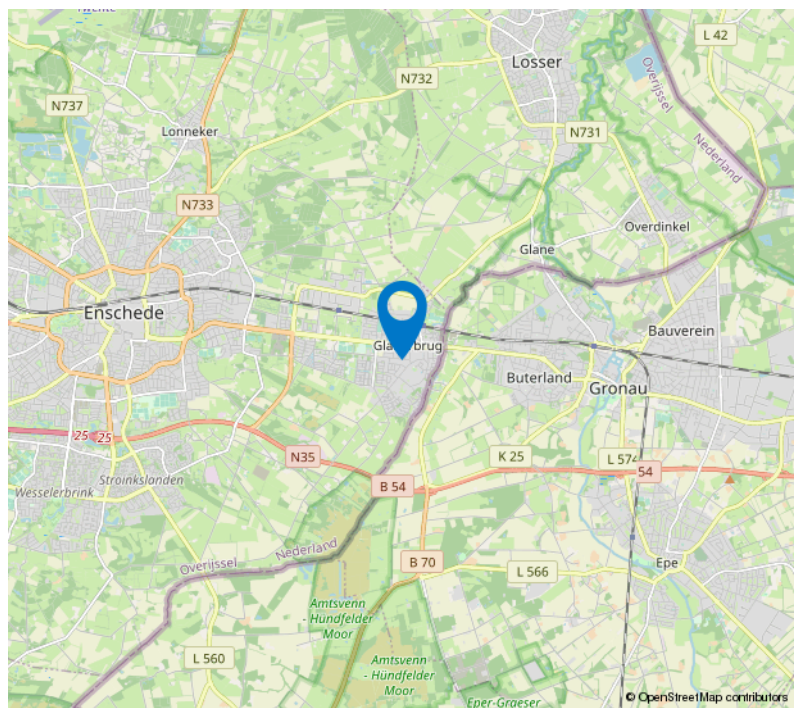 L 42
Losser
N732
N737
Overijssel
Lonneker
N731
Nederland
N733
Overdinkel
Glane
Enschede
Bauverein
Buterland
Gronau
25
25
N35
K 25
L 574
54
Stroinkslanden
Wesselerbrink
B 54
Nederland
Overijssel
B 70
L 566
Epe
Amtsvenn
Hündfelder
Moor
L 560
Amtsvenn
- Hündfelder
Moor
Eper-Graeser
© OpenStreetMap contributors